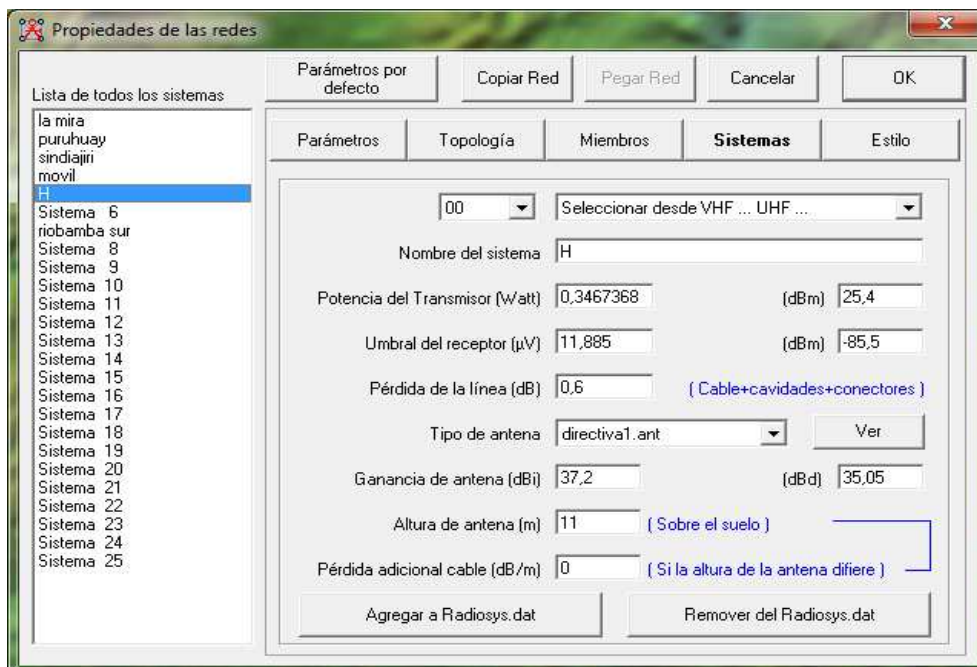 Propiedades de las redes
Parámetros por defecto
Copiar Red
Pegar Red
Cancelar
OK
Lista de todos los sistemas
la mira
puruhuay
sindiajiri
movil
H
Sistema 6
riobamba sur
Sistema 8
Sistema 9
Sistema 10
Sistema 11
Sistema 12
Sistema 13
Sistema 14
Sistema 15
Sistema 16
Sistema 17
Sistema 18
Sistema 19
Sistema 20
Sistema 21
Sistema 22
Sistema 23
Sistema 24
Sistema 25
Parámetros Topología Miembros Sistemas Estilo
00 Seleccionar desde VHF ... UHF ...
Nombre del sistema H
Potencia del Transmisor (Watt) 0,3467368 (dBm) 25,4
Umbral del receptor (µV) 11,885 (dBm) -85,5
Pérdida de la línea (dB) 0,6 ( Cable+cavidades+conectores )
Tipo de antena directiva1.ant Ver
Ganancia de antena (dBi) 37,2 (dBd) 35,05
Altura de antena (m) 11 ( Sobre el suelo )
Pérdida adicional cable (dB/m) 0 ( Si la altura de la antena difiere )
Agregar a Radiosys.dat Remover del Radiosys.dat